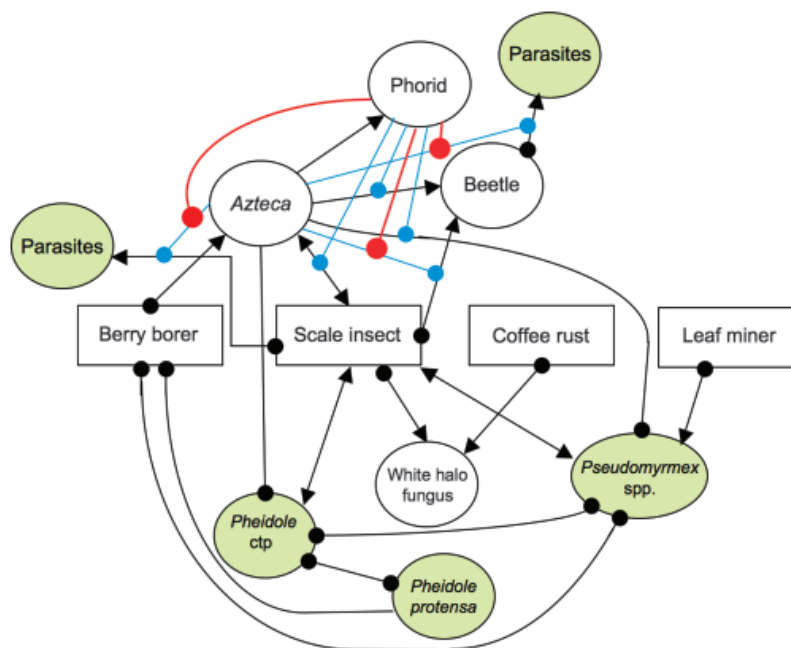 Parasites
Phorid
Beetle
Azteca
Parasites
Berry borer
Scale insect
Coffee rust
Leaf miner
White halo
fungus
Pseudomyrmex
spp.
Pheidole
ctp
Pheidole
protensa